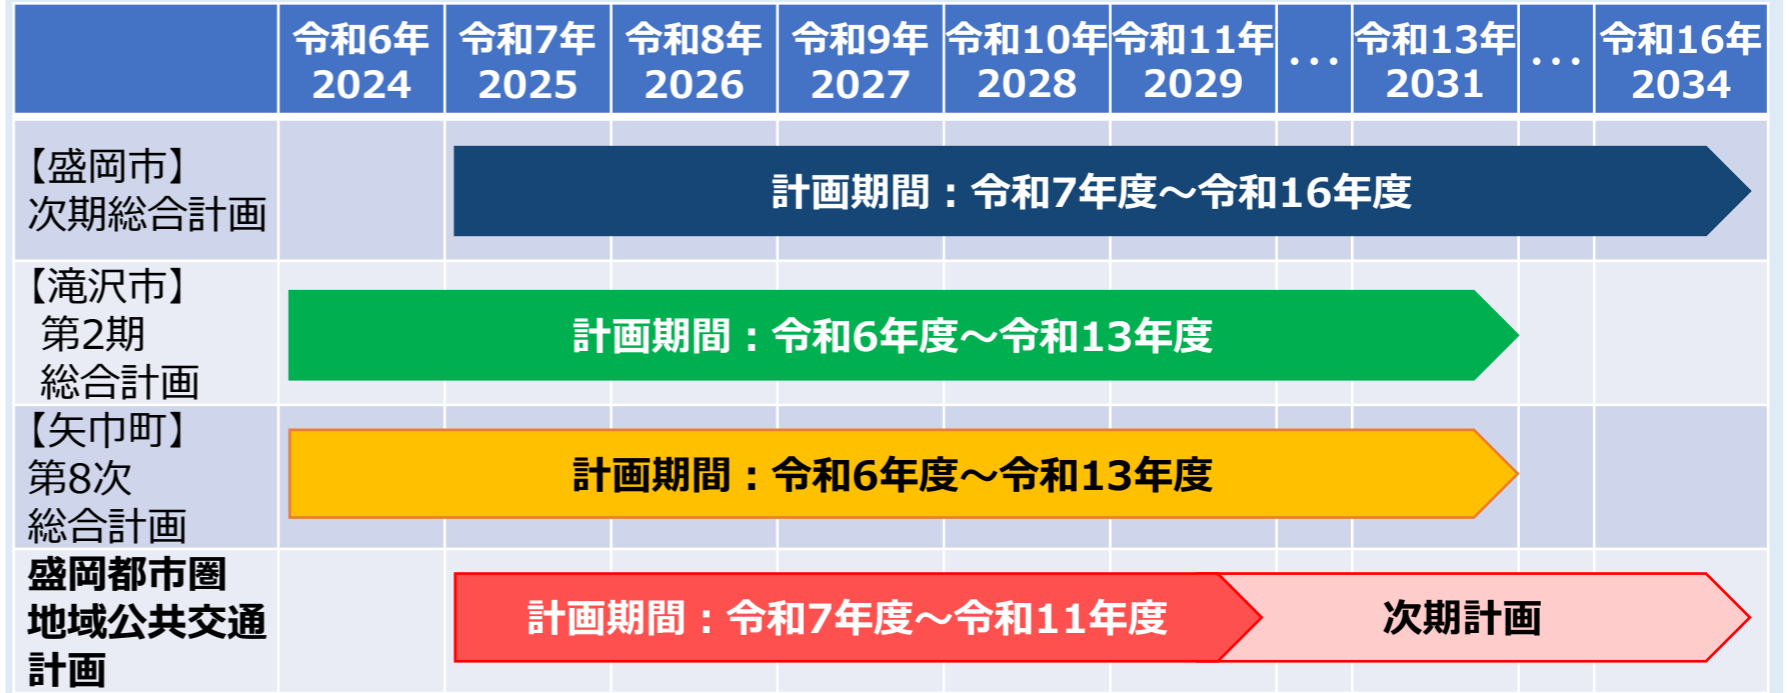 令和6年 令和7年 令和8年 令和9年 令和10年 令和11年 ・・・ 令和13年 ・・・ 令和16年
2024 2025 2026 2027 2028 2029 2031 2034
【盛岡市】
次期総合計画
計画期間：令和7年度～令和16年度
【滝沢市】
第2期
総合計画
計画期間：令和6年度～令和13年度
【矢巾町】
第8次
総合計画
計画期間：令和6年度～令和13年度
盛岡都市圏
地域公共交通
計画
計画期間：令和7年度～令和11年度
次期計画